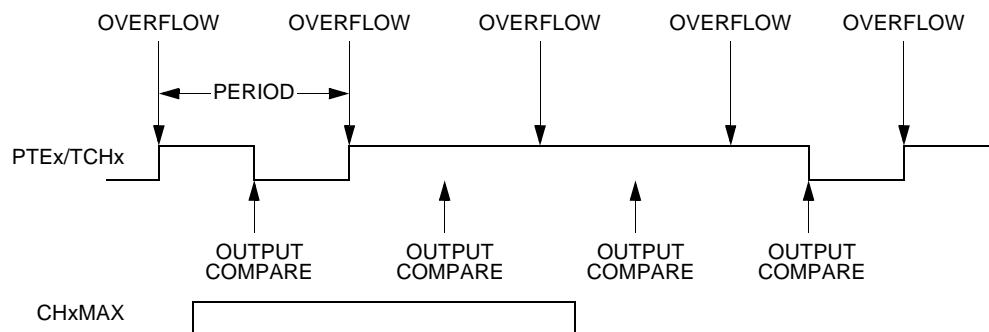 OVERFLOW OVERFLOW OVERFLOW OVERFLOW OVERFLOW
PERIOD
PTEx/TCHx
OUTPUT
COMPARE
OUTPUT
COMPARE
OUTPUT
COMPARE
OUTPUT
COMPARE
CHxMAX